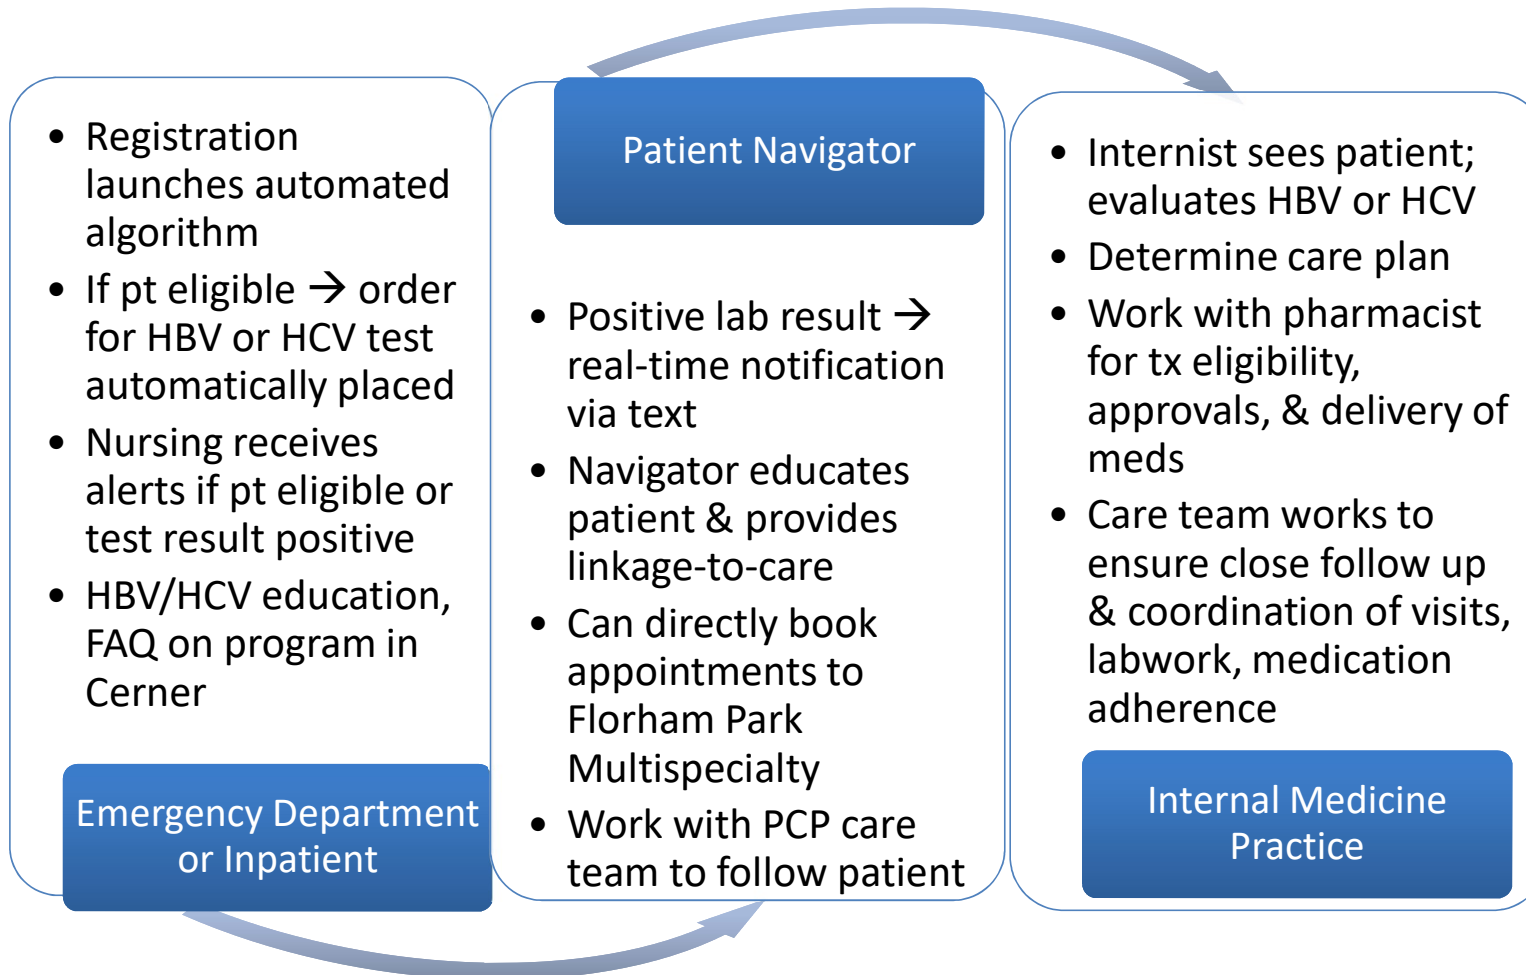 • Registration
launches automated
algorithm
• If pt eligible → order
for HBV or HCV test
automatically placed
• Nursing receives
alerts if pt eligible or
test result positive
• HBV/HCV education,
FAQ on program in
Cerner
Emergency Department
or Inpatient
Patient Navigator
• Positive lab result →
real-time notification
via text
• Navigator educates
patient & provides
linkage-to-care
• Can directly book
appointments to
Florham Park
Multispecialty
• Work with PCP care
team to follow patient
• Internist sees patient;
evaluates HBV or HCV
• Determine care plan
• Work with pharmacist
for tx eligibility,
approvals, & delivery of
meds
• Care team works to
ensure close follow up
& coordination of visits,
labwork, medication
adherence
Internal Medicine
Practice